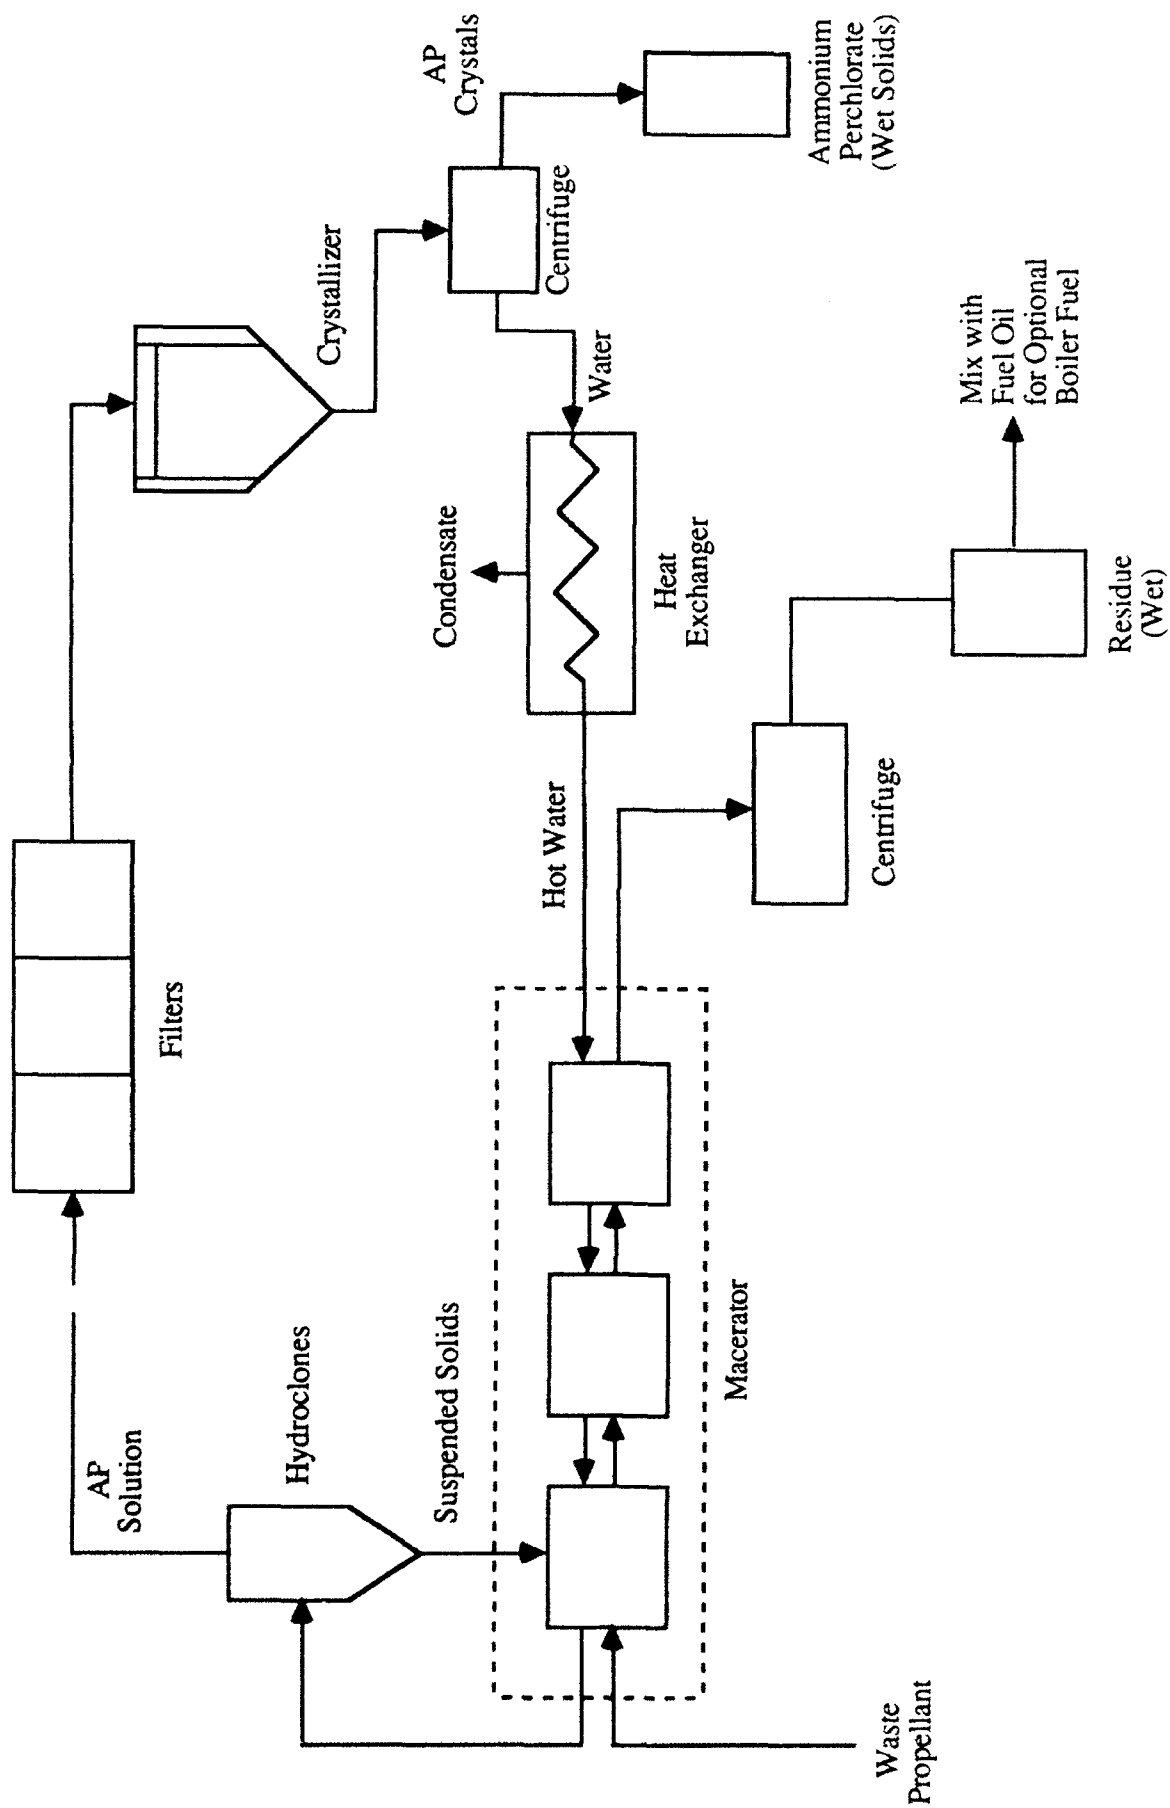 AP
Solution
Filters
Hydroclones
Suspended Solids
Macerator
Waste
Propellant
Hot Water
Condensate
Heat
Exchanger
Water
Crystallizer
Centrifuge
AP
Crystals
Ammonium
Perchlorate
(Wet Solids)
Centrifuge
Residue
(Wet)
Mix with
Fuel Oil
for Optional
Boiler Fuel